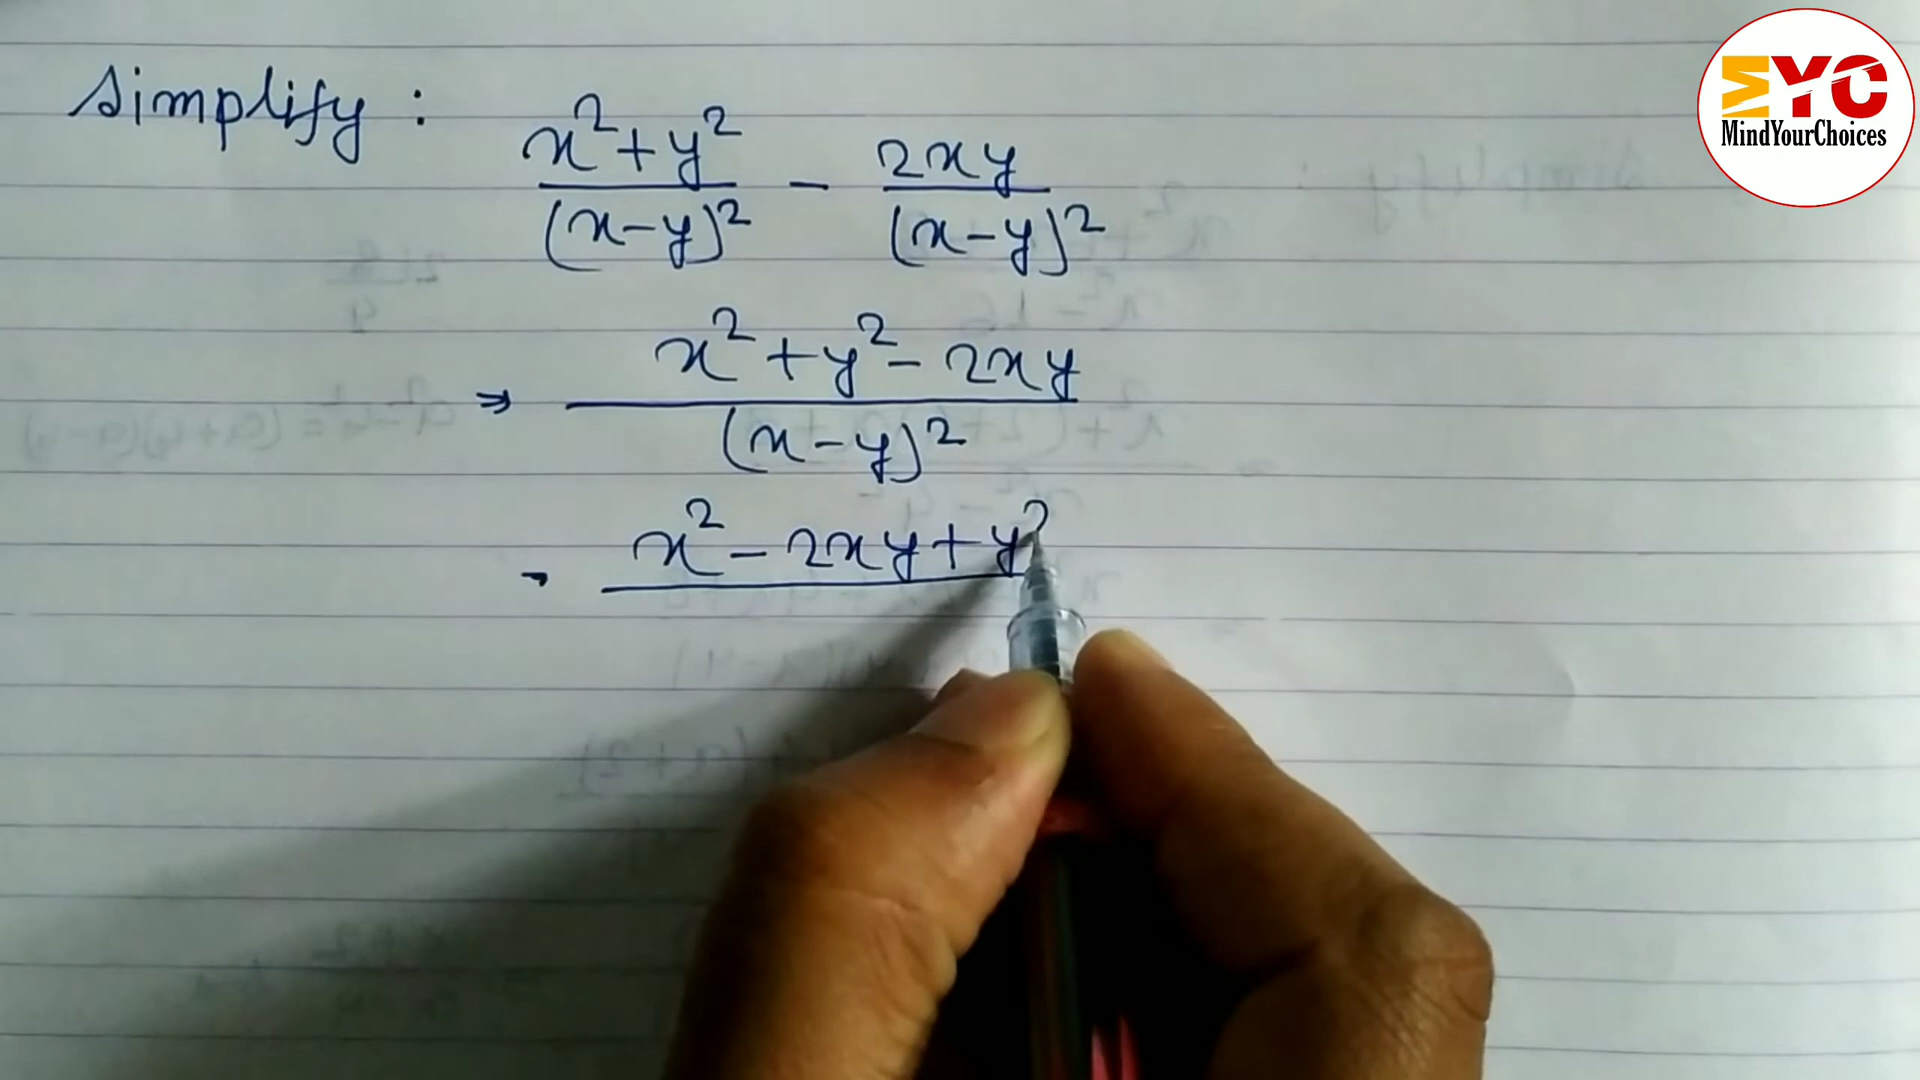 simplify :
x²+y² / (x-y)² - 2xy / (x-y)²
⇒ x²+y²-2xy / (x-y)²
x²-2xy+y²
MYC
MindYourChoices